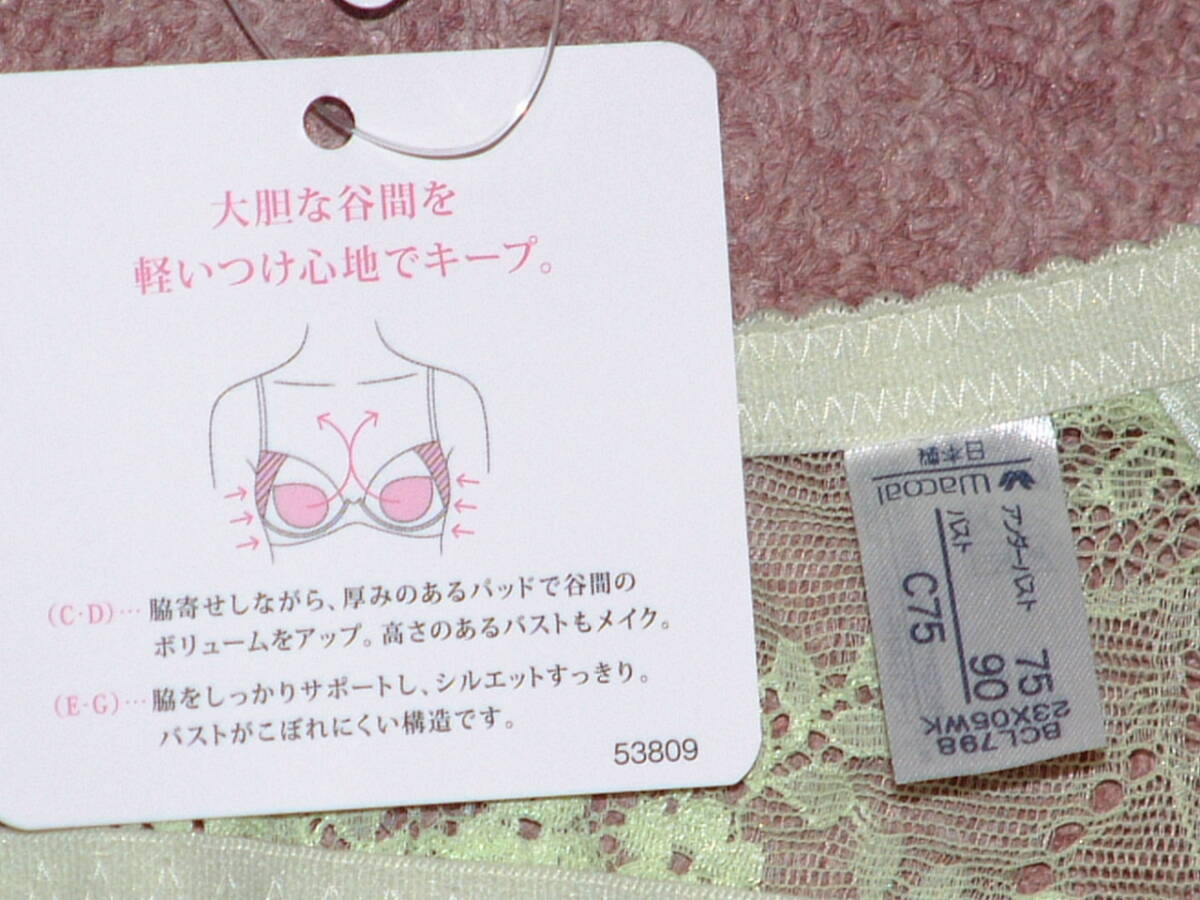 大胆な谷間を
軽いつけ心地でキープ。
(C・D)…脇寄せしながら、厚みのあるパッドで谷間の
ボリュームをアップ。高さのあるバストもメイク。
(E・G)…脇をしっかりサポートし、シルエットすっきり。
バストがこぼれにくい構造です。
53809
日本製
Wacoal
アンダーバスト 75
バスト 90
C75
BCL798
23X05WK